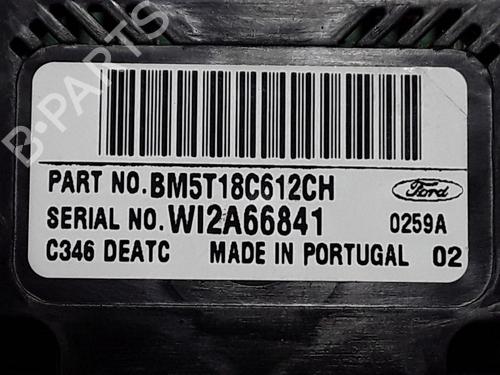 B-PARTS
PART NO.BM5T18C612CH
Ford
SERIAL NO.WI2A66841
0259A
C346 DEATC MADE IN PORTUGAL 02